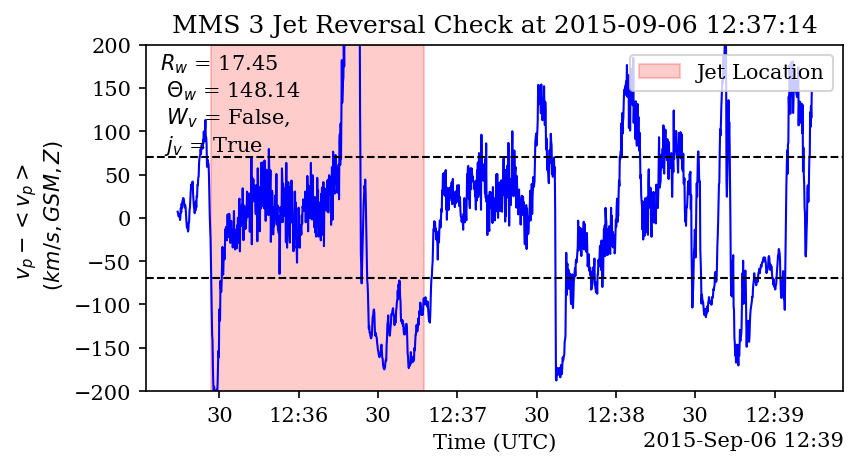 MMS 3 Jet Reversal Check at 2015-09-06 12:37:14
R_w = 17.45
Θ_w = 148.14
W_v = False,
j_v = True
Jet Location
v_p − <v_p>
(km/s, GSM, Z)
200
150
100
50
0
−50
−100
−150
−200
30 12:36 30 12:37 30 12:38 30 12:39
Time (UTC)
2015-Sep-06 12:39